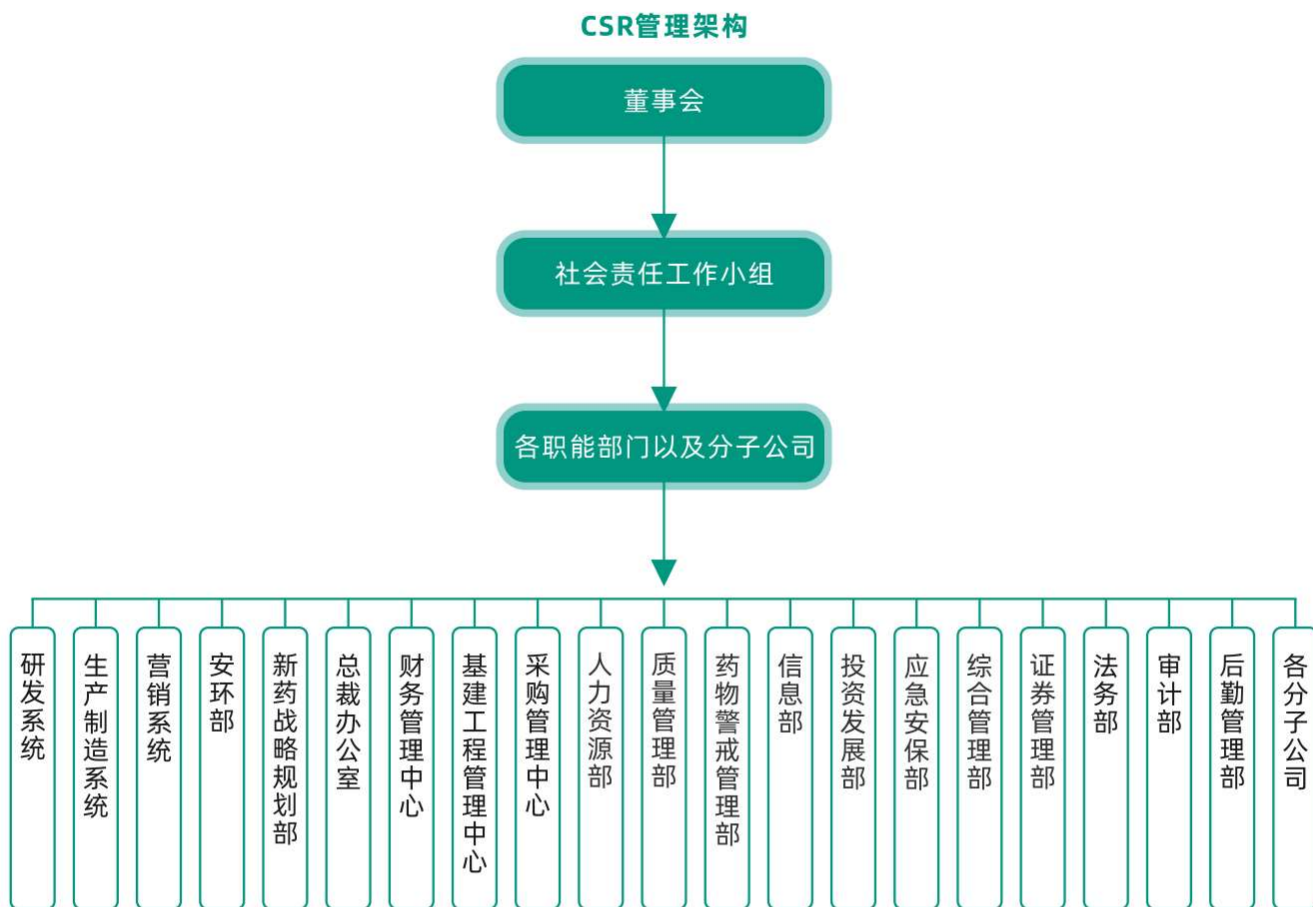 CSR管理架构
董事会
社会责任工作小组
各职能部门以及分子公司
研发系统
生产制造系统
营销系统
安环部
新药战略规划部
总裁办公室
财务管理中心
基建工程管理中心
采购管理中心
人力资源部
质量管理部
药物警戒管理部
信息部
投资发展部
应急安保部
综合管理部
证券管理部
法务部
审计部
后勤管理部
各分子公司